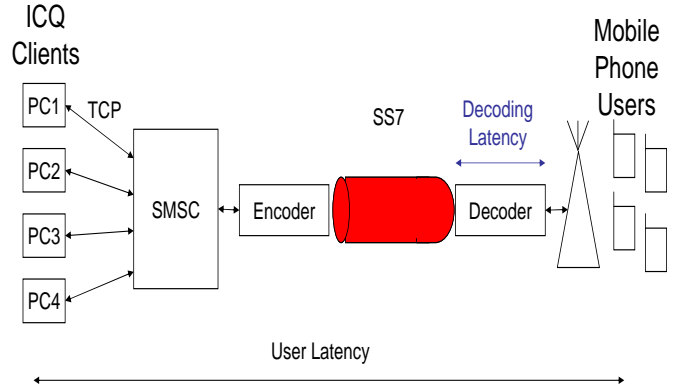 ICQ
Clients
Mobile
Phone
Users
PC1
TCP
SS7
Decoding
Latency
PC2
SMSC
Encoder
Decoder
PC3
PC4
User Latency